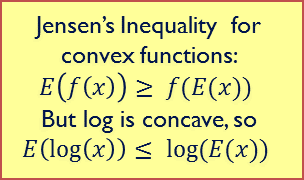 Jensen's Inequality for
convex functions:
E(f(x)) ≥ f(E(x))
But log is concave, so
E(log(x)) ≤ log(E(x))